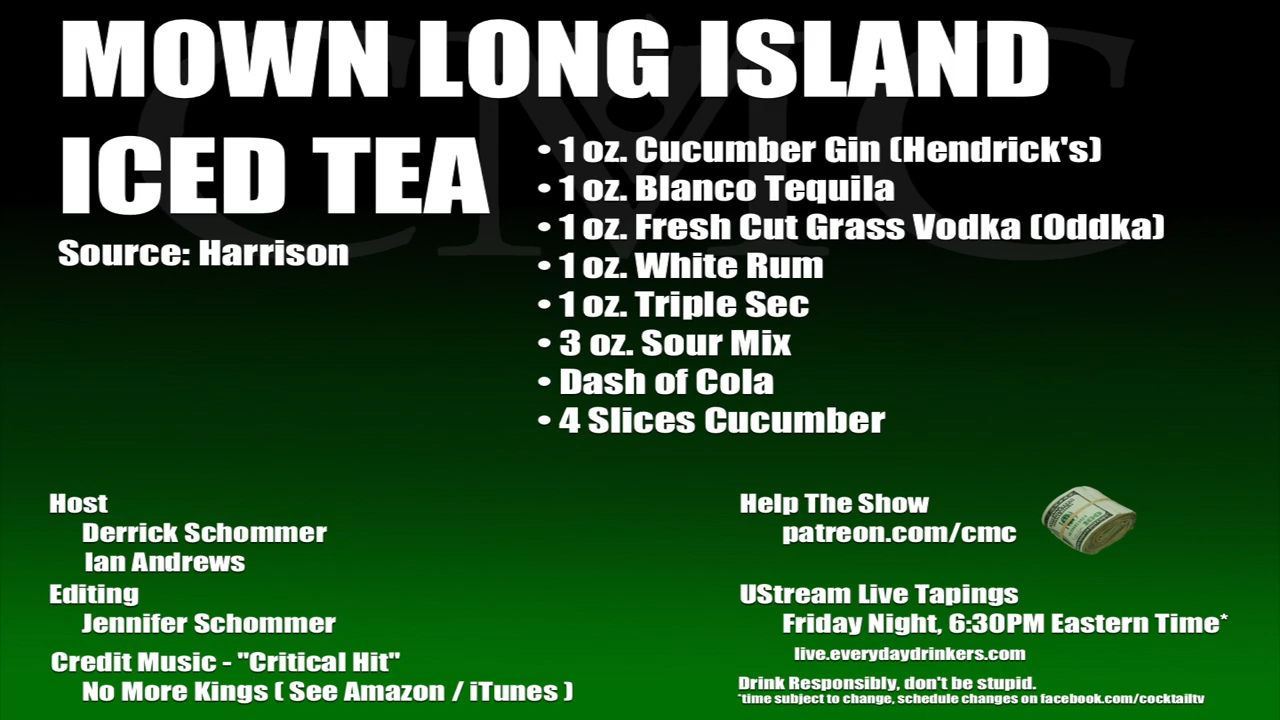 MOWN LONG ISLAND
ICED TEA
Source: Harrison
• 1 oz. Cucumber Gin (Hendrick's)
• 1 oz. Blanco Tequila
• 1 oz. Fresh Cut Grass Vodka (Oddka)
• 1 oz. White Rum
• 1 oz. Triple Sec
• 3 oz. Sour Mix
• Dash of Cola
• 4 Slices Cucumber
Host
Derrick Schommer
Ian Andrews
Editing
Jennifer Schommer
Credit Music - "Critical Hit"
No More Kings ( See Amazon / iTunes )
Help The Show
patreon.com/cmc
UStream Live Tapings
Friday Night, 6:30PM Eastern Time*
live.everydaydrinkers.com
Drink Responsibly, don't be stupid.
*time subject to change, schedule changes on facebook.com/cocktailtv
CMC
100